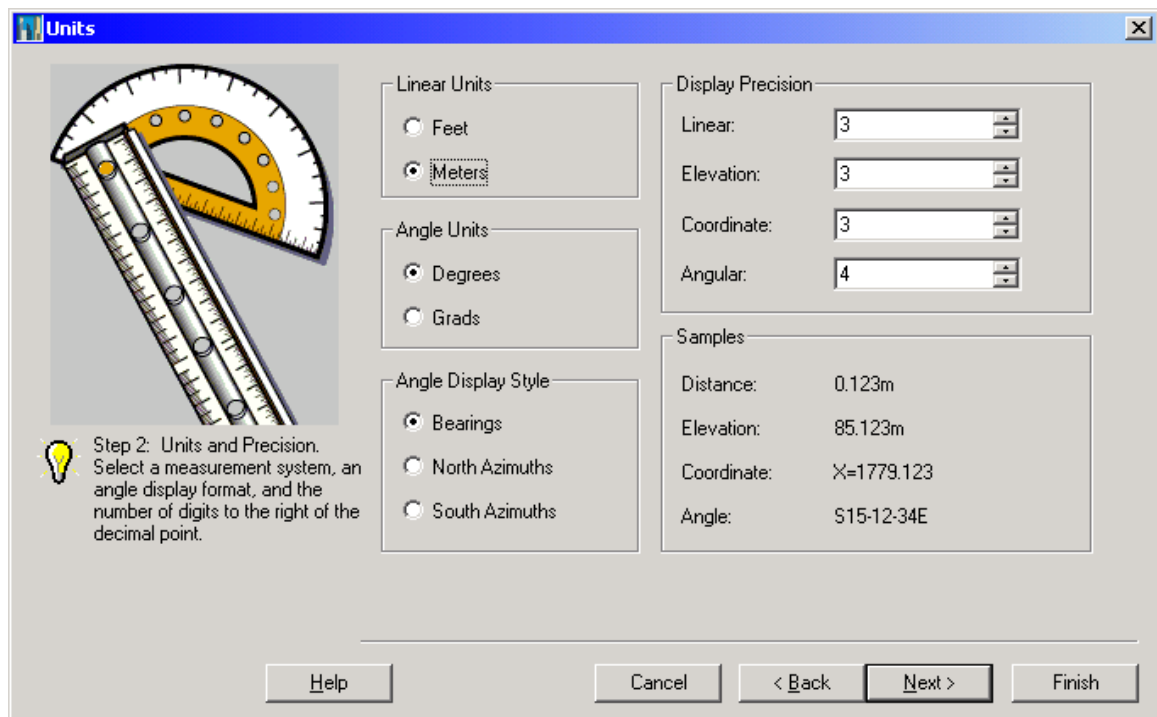 Units
Linear Units
Feet
Meters
Angle Units
Degrees
Grads
Angle Display Style
Bearings
North Azimuths
South Azimuths
Display Precision
Linear: 3
Elevation: 3
Coordinate: 3
Angular: 4
Samples
Distance: 0.123m
Elevation: 85.123m
Coordinate: X=1779.123
Angle: S15-12-34E
Step 2: Units and Precision.
Select a measurement system, an
angle display format, and the
number of digits to the right of the
decimal point.
Help
Cancel
< Back
Next >
Finish